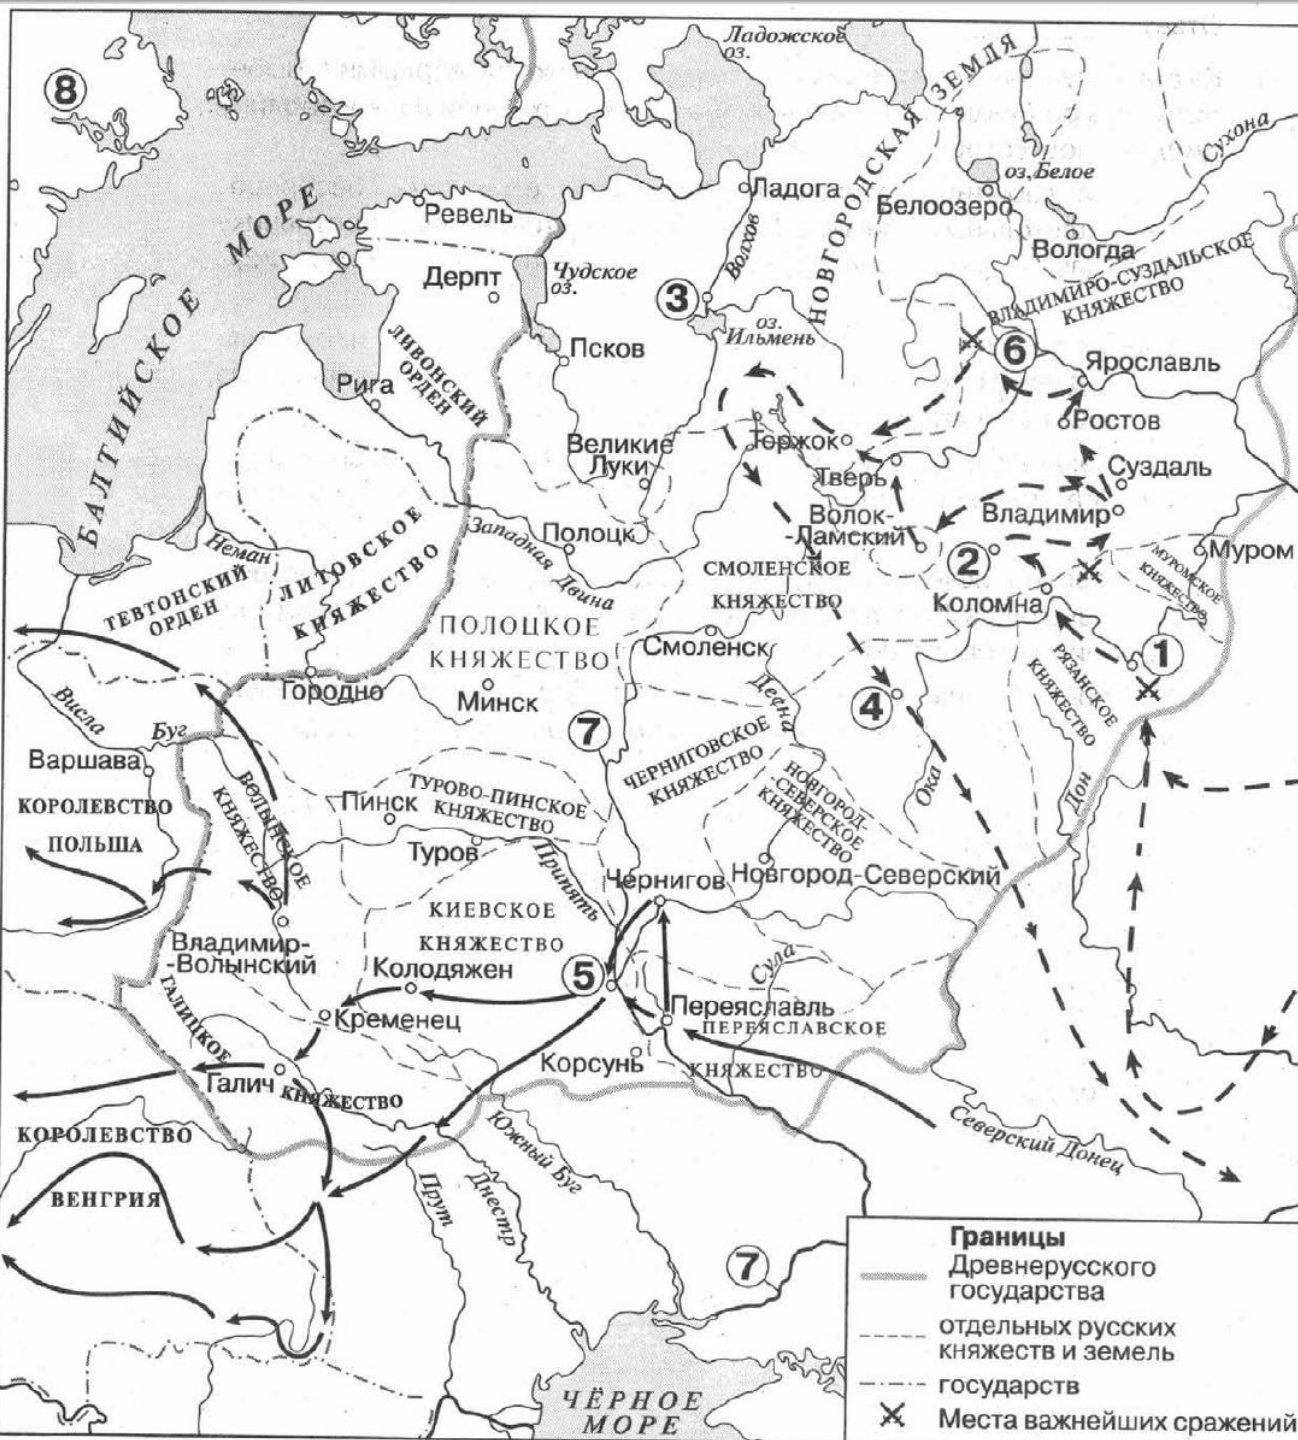 8
Ладожское
оз.
НОВГОРОДСКАЯ ЗЕМЛЯ
Сухона
оз. Белое
Белоозеро
Ладога
Волхов
Вологда
ВЛАДИМИРО-СУЗДАЛЬСКОЕ
КНЯЖЕСТВО
БАЛТИЙСКОЕ МОРЕ
Ревель
Дерпт
Чудское
оз.
3
оз.
Ильмень
Псков
6
Ярославль
Ростов
ЛИВОНСКИЙ
ОРДЕН
Рига
Великие
Луки
Торжок
Тверь
Суздаль
Владимир
Волок-
-Ламский
2
Муром
МУРОМСКОЕ
КНЯЖЕСТВО
Коломна
Полоцк
Западная Двина
Неман
ТЕВТОНСКИЙ
ОРДЕН
ЛИТОВСКОЕ
КНЯЖЕСТВО
СМОЛЕНСКОЕ
КНЯЖЕСТВО
Смоленск
ПОЛОЦКОЕ
КНЯЖЕСТВО
1
РЯЗАНСКОЕ
КНЯЖЕСТВО
Городно
Минск
Висла
Буг
7
Десна
4
Ока
Дон
Варшава
КОРОЛЕВСТВО
ПОЛЬША
ВОЛЫНСКОЕ
КНЯЖЕСТВО
Пинск
ТУРОВО-ПИНСКОЕ
КНЯЖЕСТВО
Туров
Припять
ЧЕРНИГОВСКОЕ
КНЯЖЕСТВО
НОВГОРОД-
-СЕВЕРСКОЕ
КНЯЖЕСТВО
Чернигов
Новгород-Северский
КИЕВСКОЕ
КНЯЖЕСТВО
Владимир-
-Волынский
Колодяжен
5
Сула
Кременец
Переяславль
ПЕРЕЯСЛАВСКОЕ
КНЯЖЕСТВО
Корсунь
ГАЛИЦКОЕ
КНЯЖЕСТВО
Галич
КОРОЛЕВСТВО
ВЕНГРИЯ
Северский Донец
Южный Буг
Днестр
Прут
7
ЧЁРНОЕ
МОРЕ
Границы
Древнерусского
государства
отдельных русских
княжеств и земель
государств
Места важнейших сражений